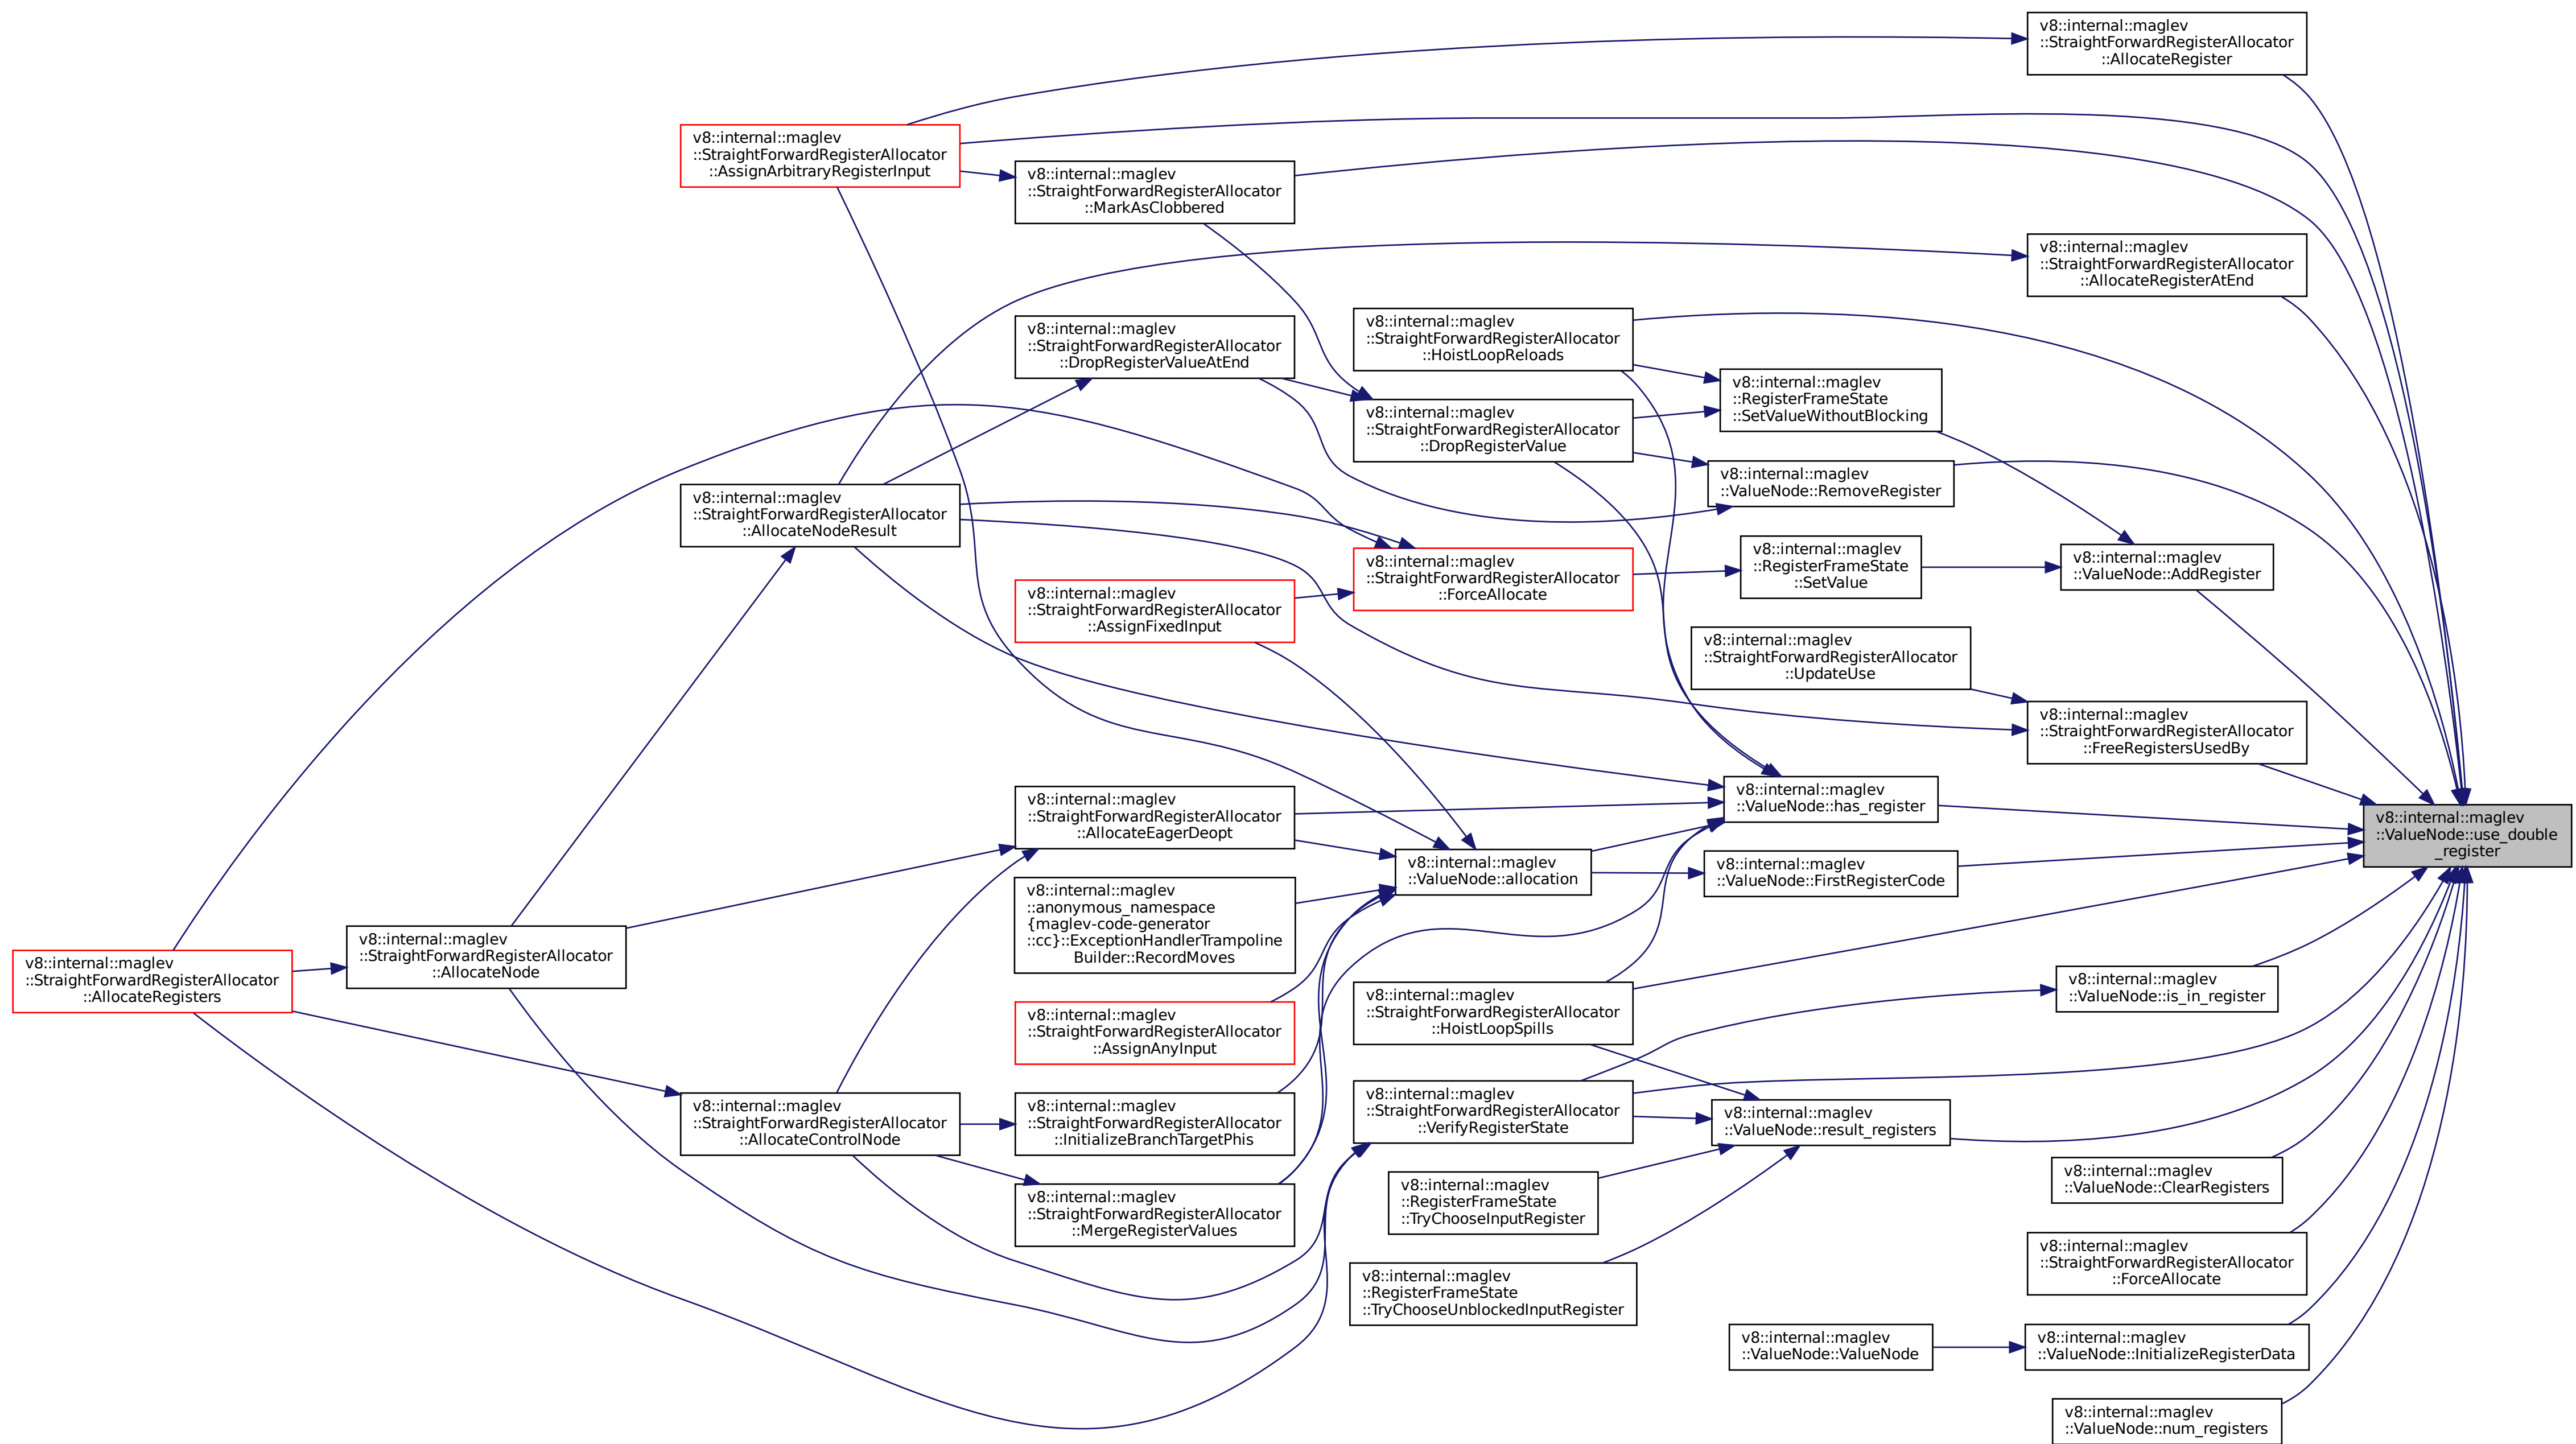 v8::internal::maglev
::StraightForwardRegisterAllocator
::AllocateRegister
v8::internal::maglev
::StraightForwardRegisterAllocator
::AssignArbitraryRegisterInput
v8::internal::maglev
::StraightForwardRegisterAllocator
::MarkAsClobbered
v8::internal::maglev
::StraightForwardRegisterAllocator
::AllocateRegisterAtEnd
v8::internal::maglev
::StraightForwardRegisterAllocator
::HoistLoopReloads
v8::internal::maglev
::StraightForwardRegisterAllocator
::DropRegisterValueAtEnd
v8::internal::maglev
::RegisterFrameState
::SetValueWithoutBlocking
v8::internal::maglev
::StraightForwardRegisterAllocator
::DropRegisterValue
v8::internal::maglev
::ValueNode::RemoveRegister
v8::internal::maglev
::StraightForwardRegisterAllocator
::AllocateNodeResult
v8::internal::maglev
::RegisterFrameState
::SetValue
v8::internal::maglev
::ValueNode::AddRegister
v8::internal::maglev
::StraightForwardRegisterAllocator
::ForceAllocate
v8::internal::maglev
::StraightForwardRegisterAllocator
::AssignFixedInput
v8::internal::maglev
::StraightForwardRegisterAllocator
::UpdateUse
v8::internal::maglev
::StraightForwardRegisterAllocator
::FreeRegistersUsedBy
v8::internal::maglev
::ValueNode::has_register
v8::internal::maglev
::StraightForwardRegisterAllocator
::AllocateEagerDeopt
v8::internal::maglev
::ValueNode::use_double
_register
v8::internal::maglev
::ValueNode::allocation
v8::internal::maglev
::ValueNode::FirstRegisterCode
v8::internal::maglev
::anonymous_namespace
{maglev-code-generator
::cc}::ExceptionHandlerTrampoline
Builder::RecordMoves
v8::internal::maglev
::StraightForwardRegisterAllocator
::AllocateNode
v8::internal::maglev
::StraightForwardRegisterAllocator
::AllocateRegisters
v8::internal::maglev
::ValueNode::is_in_register
v8::internal::maglev
::StraightForwardRegisterAllocator
::HoistLoopSpills
v8::internal::maglev
::StraightForwardRegisterAllocator
::AssignAnyInput
v8::internal::maglev
::StraightForwardRegisterAllocator
::VerifyRegisterState
v8::internal::maglev
::StraightForwardRegisterAllocator
::AllocateControlNode
v8::internal::maglev
::StraightForwardRegisterAllocator
::InitializeBranchTargetPhis
v8::internal::maglev
::ValueNode::result_registers
v8::internal::maglev
::ValueNode::ClearRegisters
v8::internal::maglev
::RegisterFrameState
::TryChooseInputRegister
v8::internal::maglev
::StraightForwardRegisterAllocator
::MergeRegisterValues
v8::internal::maglev
::StraightForwardRegisterAllocator
::ForceAllocate
v8::internal::maglev
::RegisterFrameState
::TryChooseUnblockedInputRegister
v8::internal::maglev
::ValueNode::ValueNode
v8::internal::maglev
::ValueNode::InitializeRegisterData
v8::internal::maglev
::ValueNode::num_registers